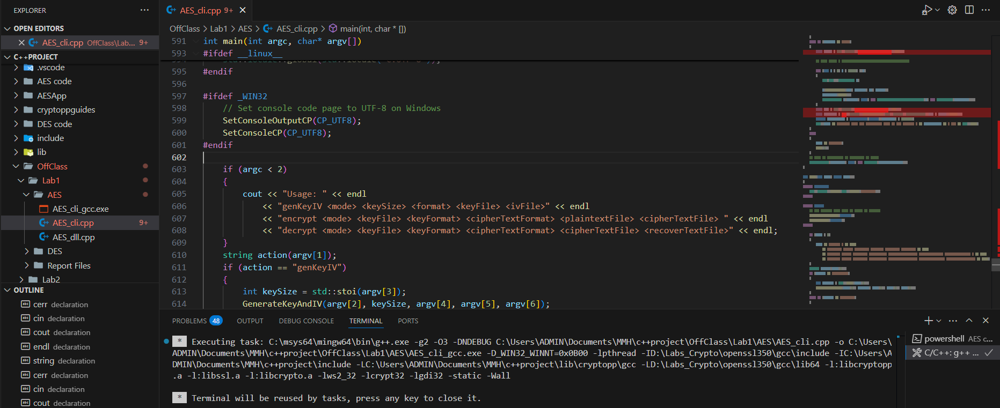 EXPLORER
OPEN EDITORS
AES_cli.cpp OffClass\Lab... 9+
C++PROJECT
.vscode
AES code
AESApp
cryptoppguides
DES code
include
lib
OffClass
Lab1
AES
AES_cli_gcc.exe
AES_cli.cpp 9+
AES_dll.cpp
DES
Report Files
Lab2
OUTLINE
cerr declaration
cin declaration
cout declaration
endl declaration
string declaration
cerr declaration
cin declaration
cout declaration
AES_cli.cpp 9+
OffClass > Lab1 > AES > AES_cli.cpp > main(int, char * [])
591 int main(int argc, char* argv[])
593 #ifdef __linux__
595 #endif
596
597 #ifdef _WIN32
598 // Set console code page to UTF-8 on Windows
599 SetConsoleOutputCP(CP_UTF8);
600 SetConsoleCP(CP_UTF8);
601 #endif
602
603 if (argc < 2)
604 {
605 cout << "Usage: " << endl
606 << "genKeyIV <mode> <keySize> <format> <keyFile> <ivFile>" << endl
607 << "encrypt <mode> <keyFile> <keyFormat> <cipherTextFormat> <plaintextFile> <cipherTextFile> " << endl
608 << "decrypt <mode> <keyFile> <keyFormat> <cipherTextFormat> <cipherTextFile> <recoverTextFile>" << endl;
609 }
610 string action(argv[1]);
611 if (action == "genKeyIV")
612 {
613 int keySize = std::stoi(argv[3]);
614 GenerateKeyAndIV(argv[2], keySize, argv[4], argv[5], argv[6]);
PROBLEMS 48 OUTPUT DEBUG CONSOLE TERMINAL PORTS
* Executing task: C:\msys64\mingw64\bin\g++.exe -g2 -O3 -DNDEBUG C:\Users\ADMIN\Documents\MMH\c++project\OffClass\Lab1\AES\AES_cli.cpp -o C:\Users\
ADMIN\Documents\MMH\c++project\OffClass\Lab1\AES\AES_cli_gcc.exe -D_WIN32_WINNT=0x0B00 -lpthread -ID:\Labs_Crypto\openssl350\gcc\include -IC:\Users\A
DMIN\Documents\MMH\c++project\include -LC:\Users\ADMIN\Documents\MMH\c++project\lib\cryptopp\gcc -LD:\Labs_Crypto\openssl350\gcc\lib64 -l:libcryptopp
.a -l:libssl.a -l:libcrypto.a -lws2_32 -lcrypt32 -lgdi32 -static -Wall
* Terminal will be reused by tasks, press any key to close it.
powershell AES c...
C/C++: g++ ...